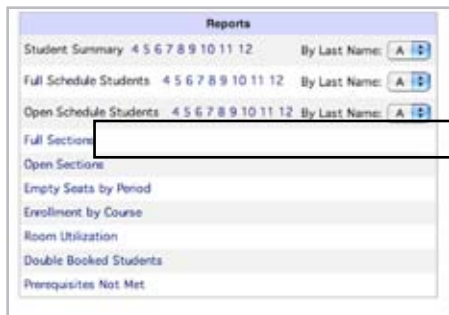 Reports
Student Summary 4 5 6 7 8 9 10 11 12 By Last Name: A
Full Schedule Students 4 5 6 7 8 9 10 11 12 By Last Name: A
Open Schedule Students 4 5 6 7 8 9 10 11 12 By Last Name: A
Full Sections
Open Sections
Empty Seats by Period
Enrollment by Course
Room Utilization
Double Booked Students
Prerequisites Not Met